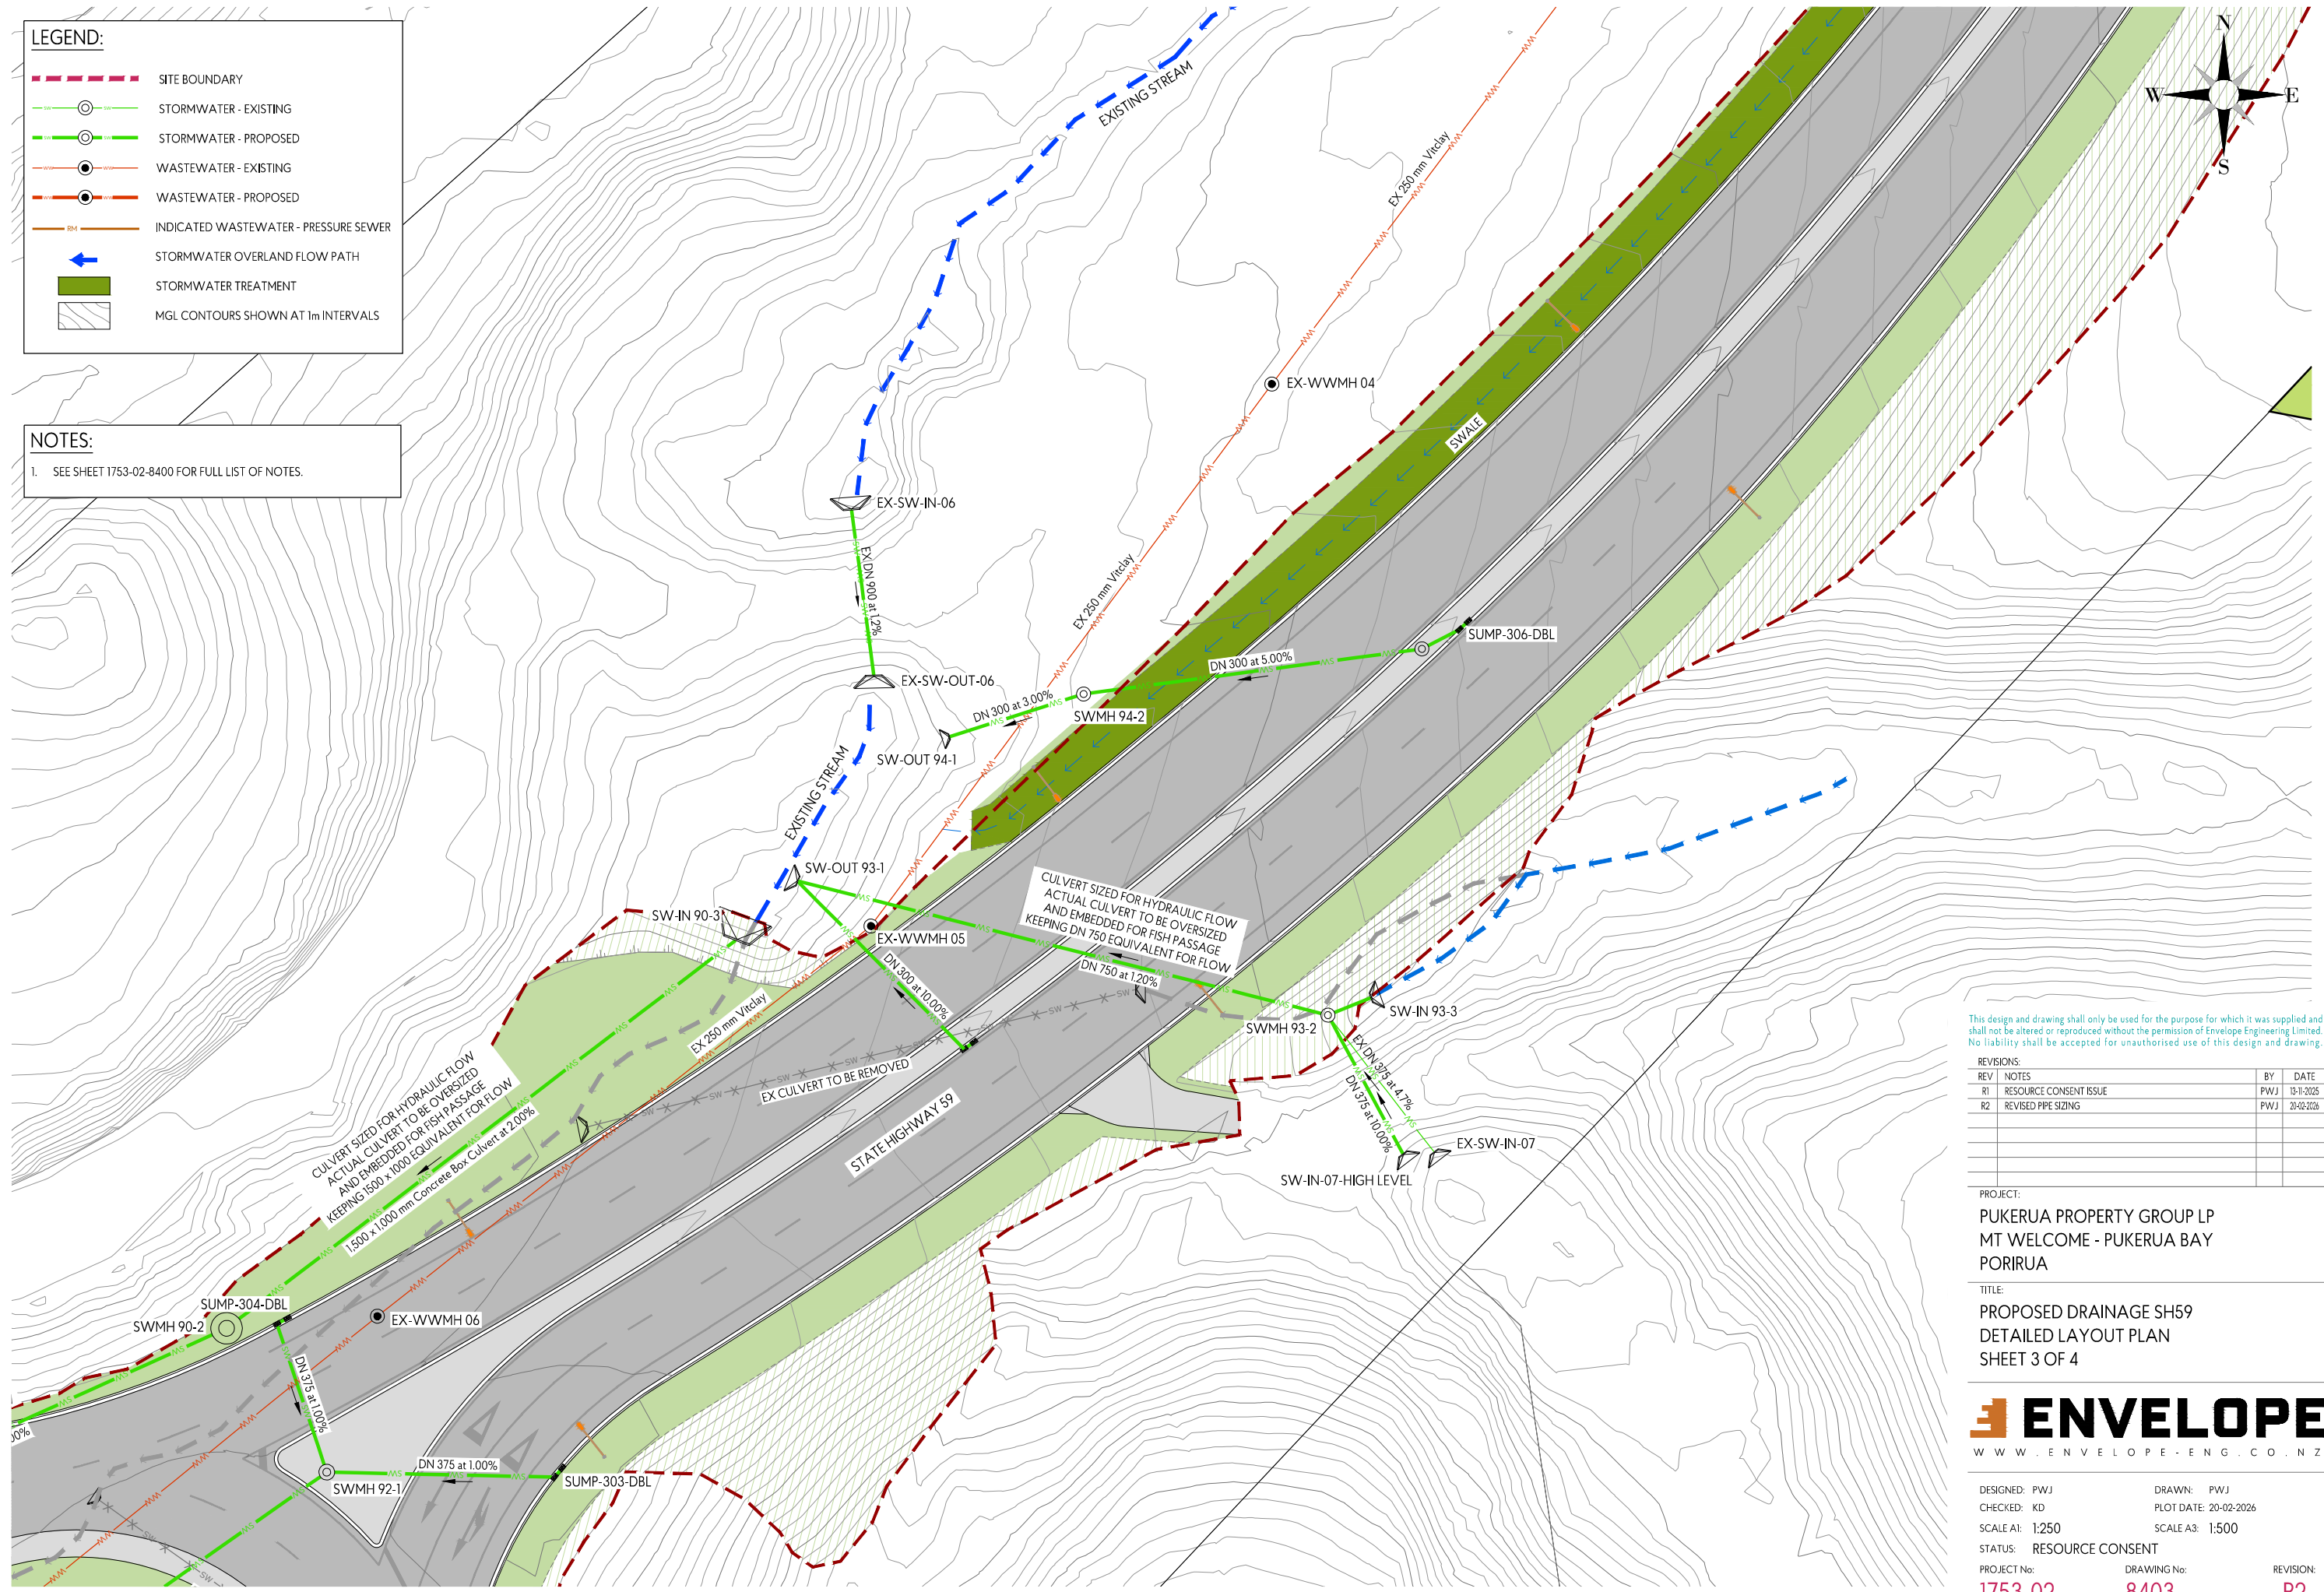 LEGEND:
SITE BOUNDARY
STORMWATER - EXISTING
STORMWATER - PROPOSED
WASTEWATER - EXISTING
WASTEWATER - PROPOSED
RM
INDICATED WASTEWATER - PRESSURE SEWER
STORMWATER OVERLAND FLOW PATH
STORMWATER TREATMENT
MGL CONTOURS SHOWN AT 1m INTERVALS
NOTES:
1. SEE SHEET 1753-02-8400 FOR FULL LIST OF NOTES.
N
W
E
S
EXISTING STREAM
EX 250 mm Vitclay
EX-WWMH 04
SWALE
EX-SW-IN-06
EX DN 900 at 1.2%
EX 250 mm Vitclay
EX-SW-OUT-06
SUMP-306-DBL
DN 300 at 5.00%
DN 300 at 3.00%
SWMH 94-2
SW-OUT 94-1
EXISTING STREAM
SW-OUT 93-1
SW-IN 90-3
EX-WWMH 05
CULVERT SIZED FOR HYDRAULIC FLOW
ACTUAL CULVERT TO BE OVERSIZED
AND EMBEDDED FOR FISH PASSAGE
KEEPING DN 750 EQUIVALENT FOR FLOW
DN 750 at 1.20%
DN 300 at 10.00%
SW-IN 93-3
SWMH 93-2
EX 250 mm Vitclay
EX CULVERT TO BE REMOVED
EX DN 375 at 4.7%
DN 375 at 10.00%
EX-SW-IN-07
SW-IN-07-HIGH LEVEL
STATE HIGHWAY 59
CULVERT SIZED FOR HYDRAULIC FLOW
ACTUAL CULVERT TO BE OVERSIZED
AND EMBEDDED FOR FISH PASSAGE
KEEPING 1500 x 1000 EQUIVALENT FOR FLOW
1,500 x 1,000 mm Concrete Box Culvert at 2.00%
SUMP-304-DBL
SWMH 90-2
EX-WWMH 06
DN 375 at 1.00%
DN 375 at 1.00%
SWMH 92-1
SUMP-303-DBL
This design and drawing shall only be used for the purpose for which it was supplied and
shall not be altered or reproduced without the permission of Envelope Engineering Limited.
No liability shall be accepted for unauthorised use of this design and drawing.
REVISIONS:
REV NOTES BY DATE
R1 RESOURCE CONSENT ISSUE PWJ 13-11-2025
R2 REVISED PIPE SIZING PWJ 20-02-2026
PROJECT:
PUKERUA PROPERTY GROUP LP
MT WELCOME - PUKERUA BAY
PORIRUA
TITLE:
PROPOSED DRAINAGE SH59
DETAILED LAYOUT PLAN
SHEET 3 OF 4
ENVELOPE
WWW.ENVELOPE-ENG.CO.NZ
DESIGNED: PWJ DRAWN: PWJ
CHECKED: KD PLOT DATE: 20-02-2026
SCALE A1: 1:250 SCALE A3: 1:500
STATUS: RESOURCE CONSENT
PROJECT No: DRAWING No: REVISION:
1753-02 8403 R2